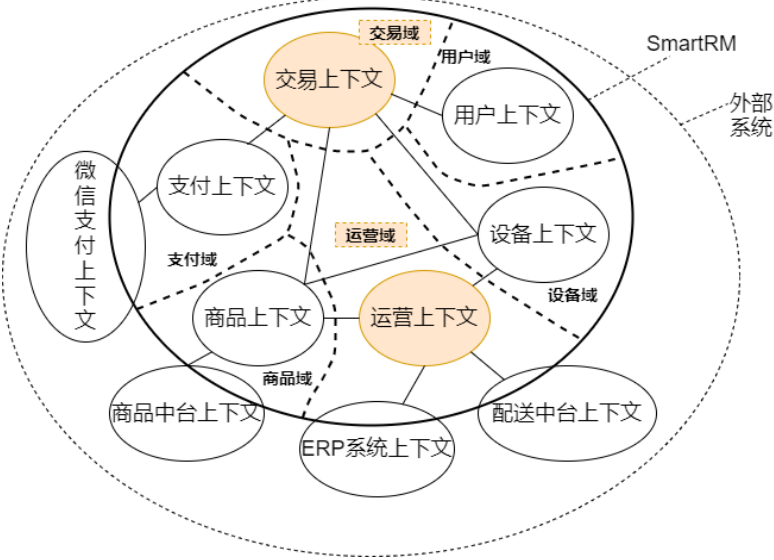 交易域
SmartRM
用户域
交易上下文
外部
系统
用户上下文
微信支付上下文
支付上下文
运营域
设备上下文
支付域
设备域
商品上下文
运营上下文
商品域
商品中台上下文
配送中台上下文
ERP系统上下文